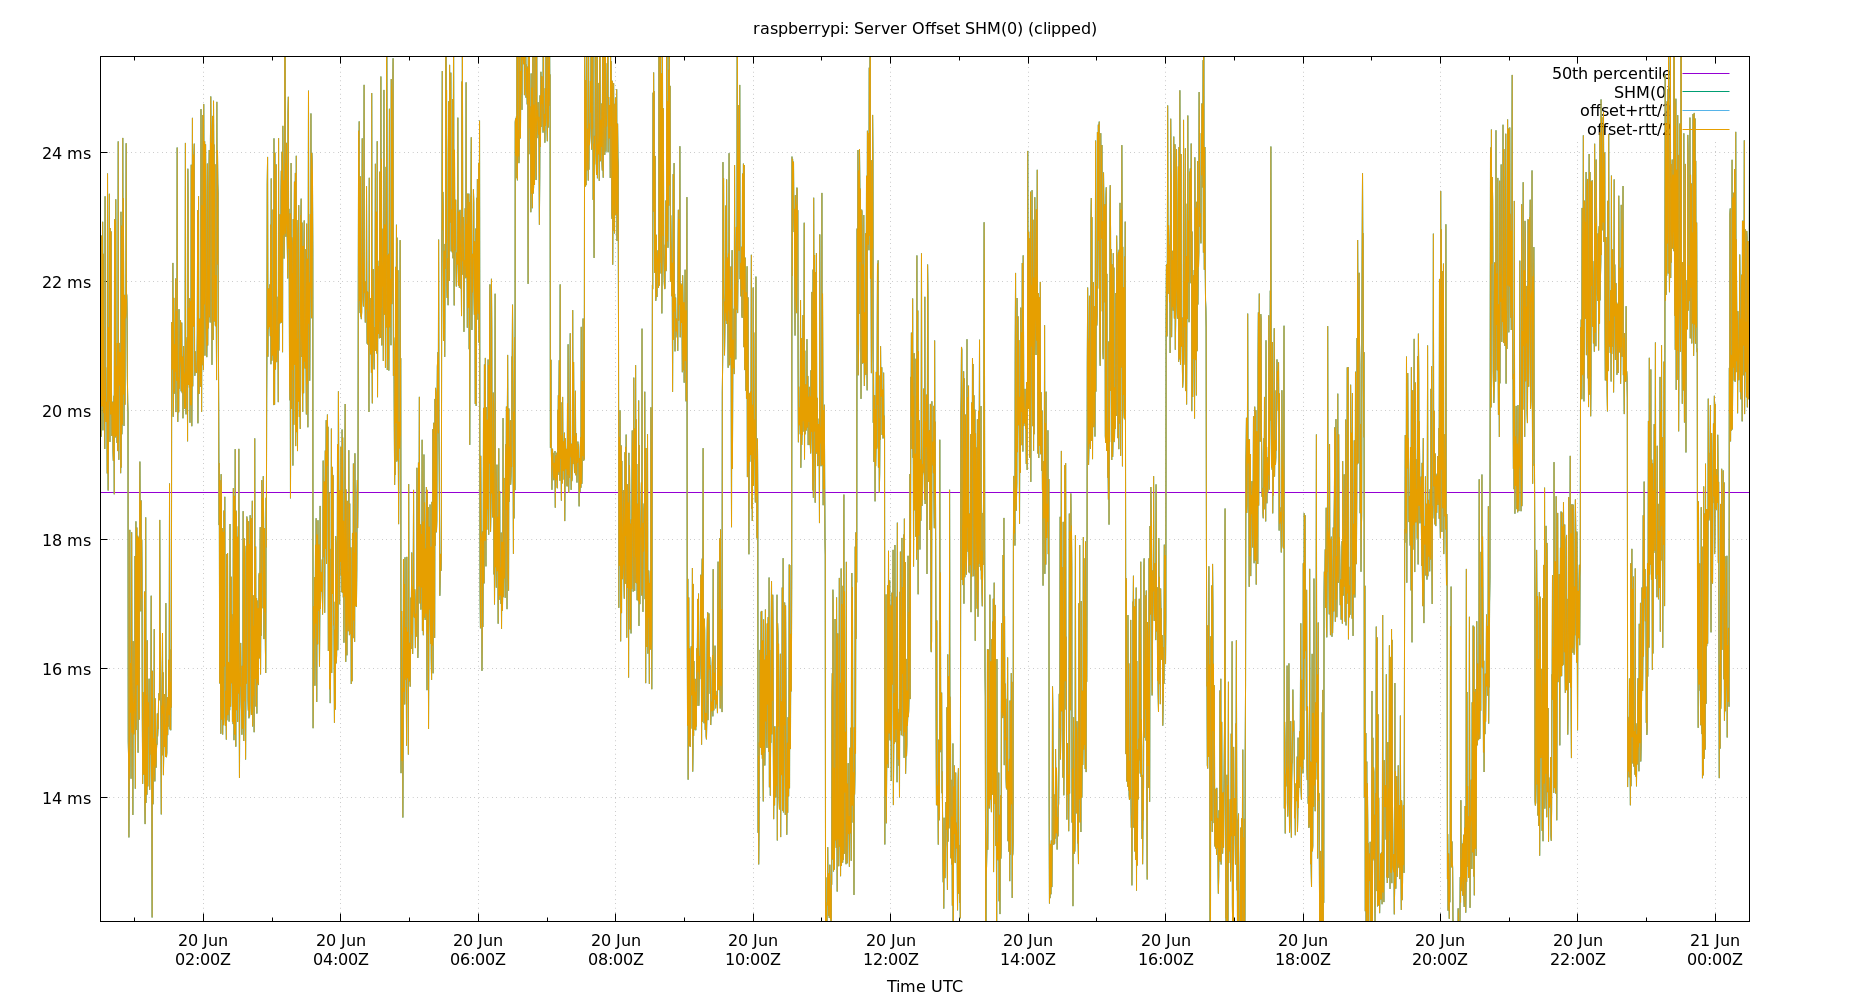 raspberrypi: Server Offset SHM(0) (clipped)
50th percentile
SHM(0)
offset+rtt/2
offset-rtt/2
24 ms
22 ms
20 ms
18 ms
16 ms
14 ms
20 Jun 20 Jun 20 Jun 20 Jun 20 Jun 20 Jun 20 Jun 20 Jun 20 Jun 20 Jun 20 Jun 21 Jun
02:00Z 04:00Z 06:00Z 08:00Z 10:00Z 12:00Z 14:00Z 16:00Z 18:00Z 20:00Z 22:00Z 00:00Z
Time UTC